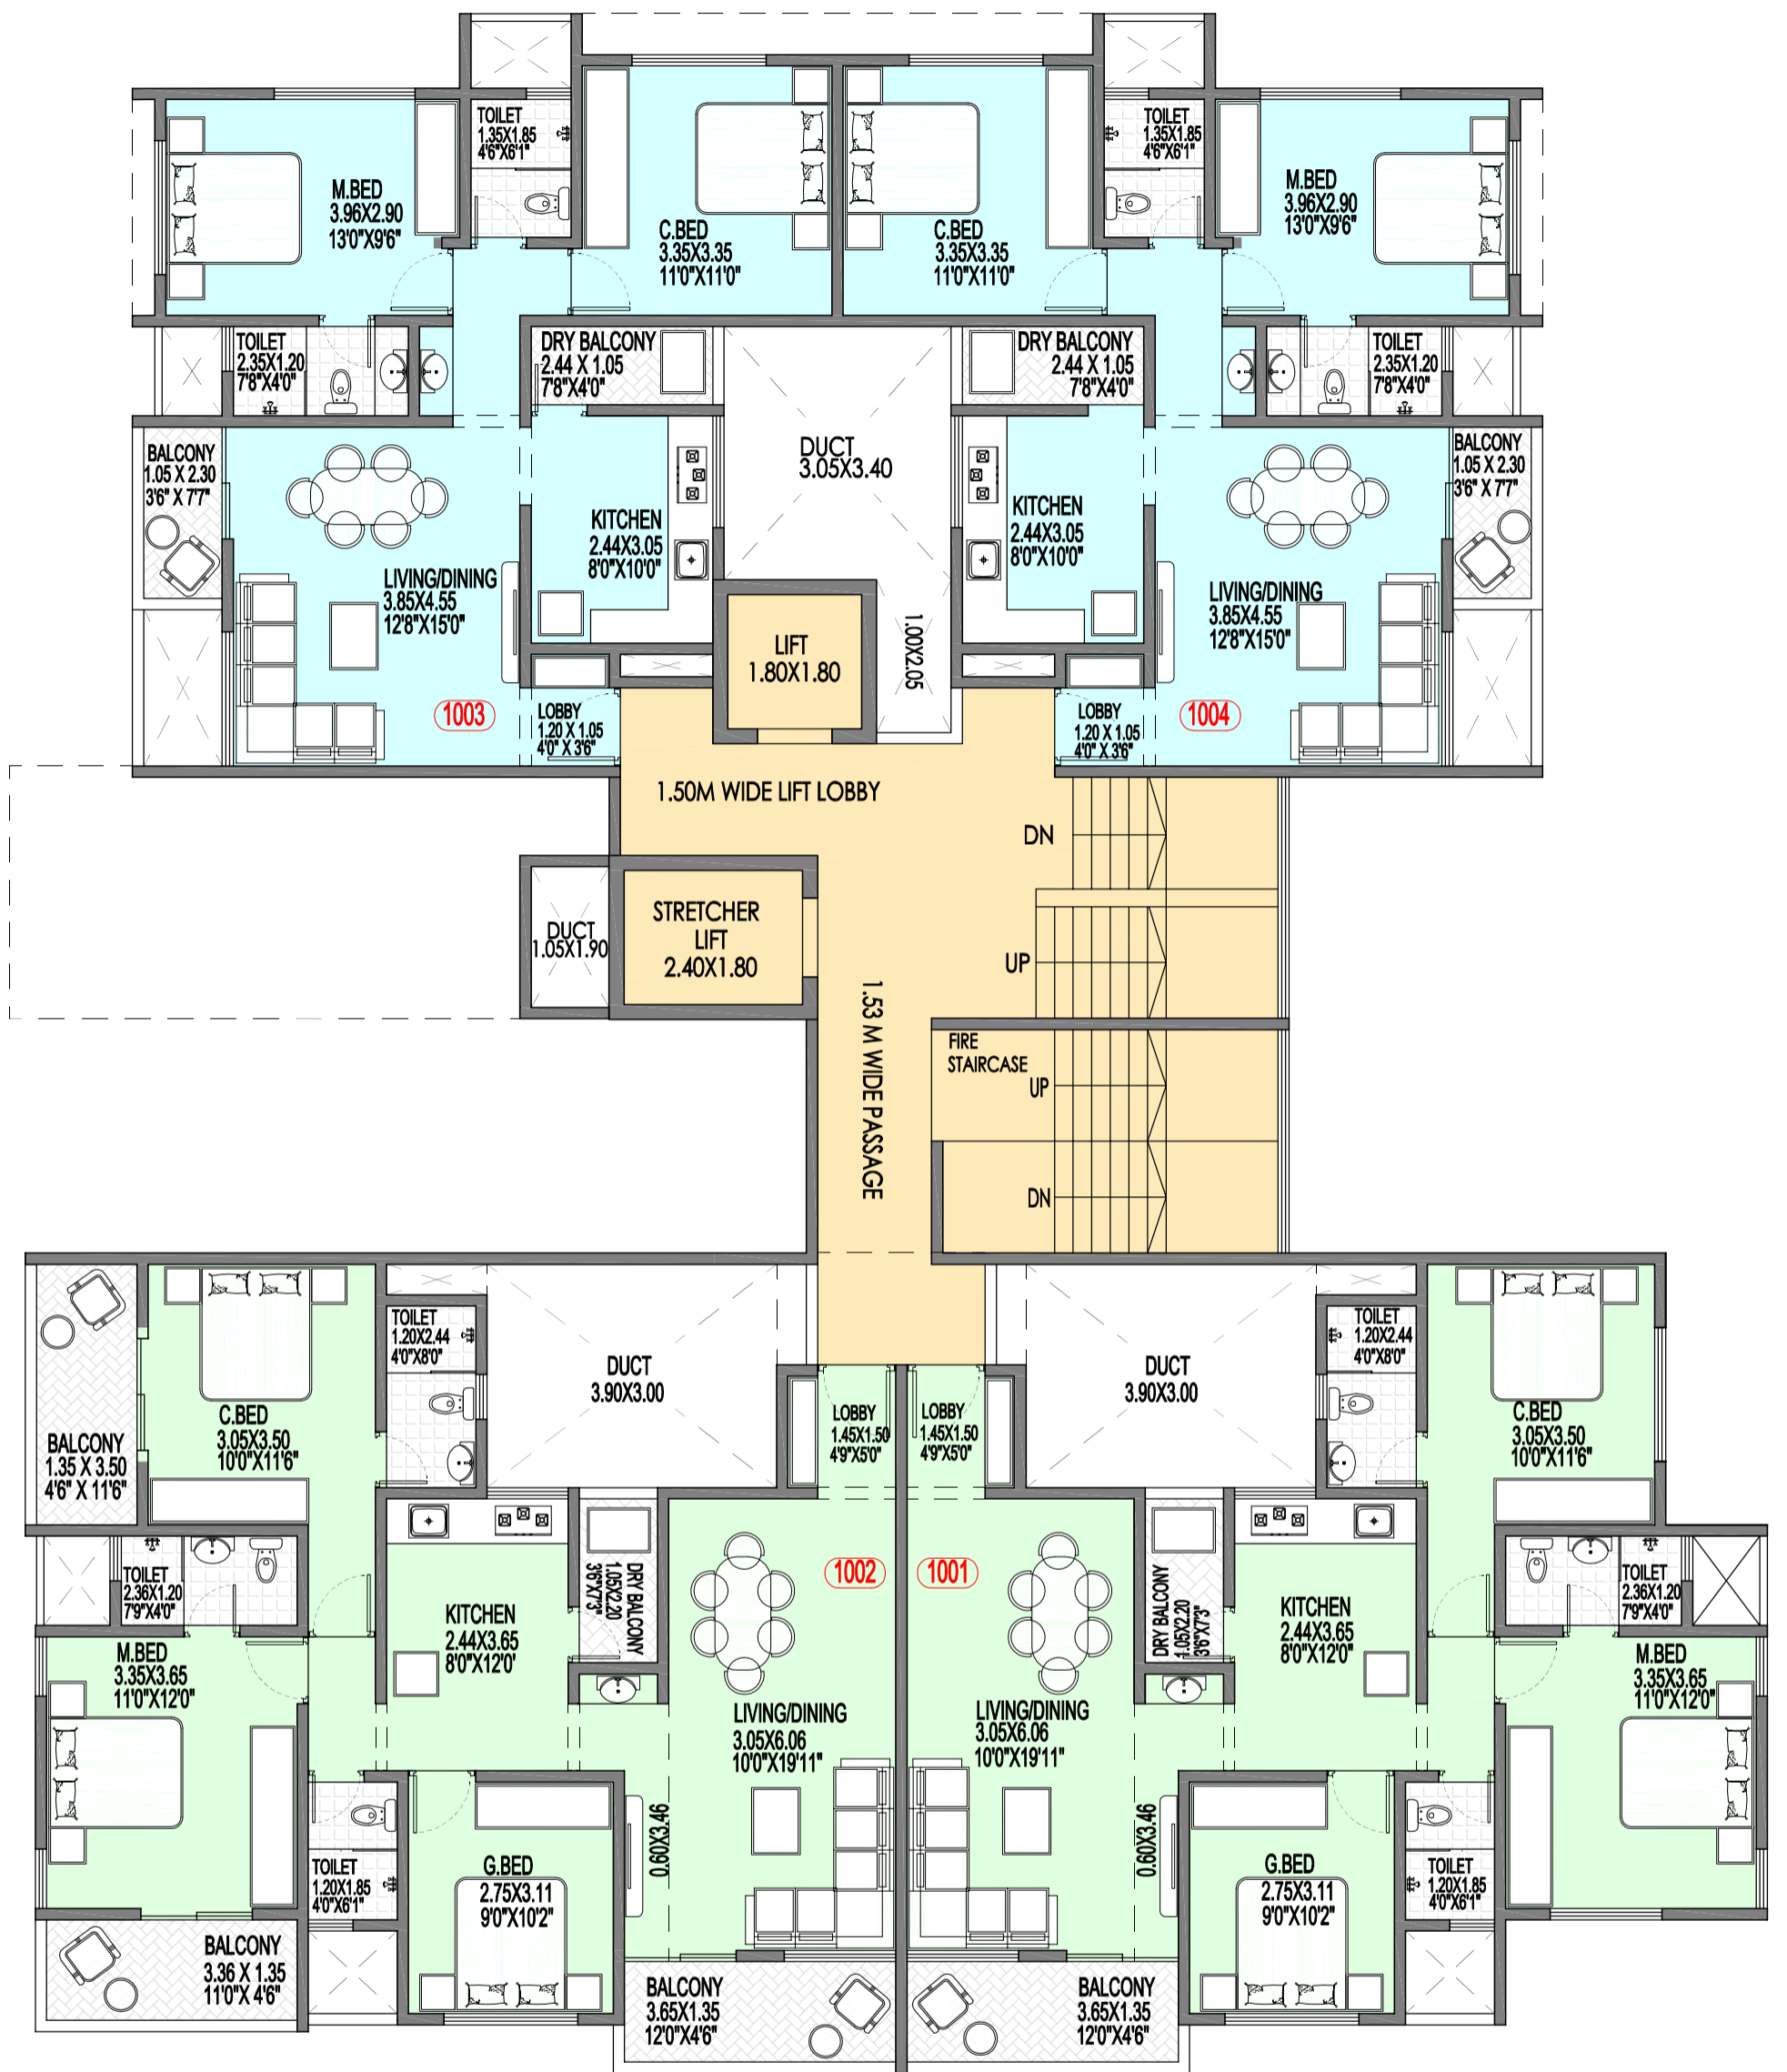 TOILET
1.35X1.85
4'6"X6'1"
M.BED
3.96X2.90
13'0"X9'6"
C.BED
3.35X3.35
11'0"X11'0"
C.BED
3.35X3.35
11'0"X11'0"
TOILET
1.35X1.85
4'6"X6'1"
M.BED
3.96X2.90
13'0"X9'6"
TOILET
2.35X1.20
7'8"X4'0"
DRY BALCONY
2.44 X 1.05
7'8"X4'0"
DRY BALCONY
2.44 X 1.05
7'8"X4'0"
TOILET
2.35X1.20
7'8"X4'0"
BALCONY
1.05 X 2.30
3'6" X 7'7"
DUCT
3.05X3.40
BALCONY
1.05 X 2.30
3'6" X 7'7"
KITCHEN
2.44X3.05
8'0"X10'0"
KITCHEN
2.44X3.05
8'0"X10'0"
LIVING/DINING
3.85X4.55
12'8"X15'0"
LIVING/DINING
3.85X4.55
12'8"X15'0"
LIFT
1.80X1.80
1.00X2.05
1003
LOBBY
1.20 X 1.05
4'0" X 3'6"
LOBBY
1.20 X 1.05
4'0" X 3'6"
1004
1.50M WIDE LIFT LOBBY
DN
STRETCHER
LIFT
2.40X1.80
DUCT
1.05X1.90
UP
1.53 M WIDE PASSAGE
FIRE
STAIRCASE
UP
DN
TOILET
1.20X2.44
4'0"X8'0"
DUCT
3.90X3.00
DUCT
3.90X3.00
TOILET
1.20X2.44
4'0"X8'0"
C.BED
3.05X3.50
10'0"X11'6"
BALCONY
1.35 X 3.50
4'6" X 11'6"
LOBBY
1.45X1.50
4'9"X5'0"
LOBBY
1.45X1.50
4'9"X5'0"
C.BED
3.05X3.50
10'0"X11'6"
TOILET
2.36X1.20
7'9"X4'0"
DRY BALCONY
1.05X2.20
3'6"X7'3"
1002
1001
DRY BALCONY
1.05X2.20
3'6"X7'3"
TOILET
2.36X1.20
7'9"X4'0"
KITCHEN
2.44X3.65
8'0"X12'0'
KITCHEN
2.44X3.65
8'0"X12'0"
M.BED
3.35X3.65
11'0"X12'0"
M.BED
3.35X3.65
11'0"X12'0"
LIVING/DINING
3.05X6.06
10'0"X19'11"
LIVING/DINING
3.05X6.06
10'0"X19'11"
0.60X3.46
0.60X3.46
TOILET
1.20X1.85
4'0"X6'1"
G.BED
2.75X3.11
9'0"X10'2"
G.BED
2.75X3.11
9'0"X10'2"
TOILET
1.20X1.85
4'0"X6'1"
BALCONY
3.36 X 1.35
11'0"X 4'6"
BALCONY
3.65X1.35
12'0"X4'6"
BALCONY
3.65X1.35
12'0"X4'6"